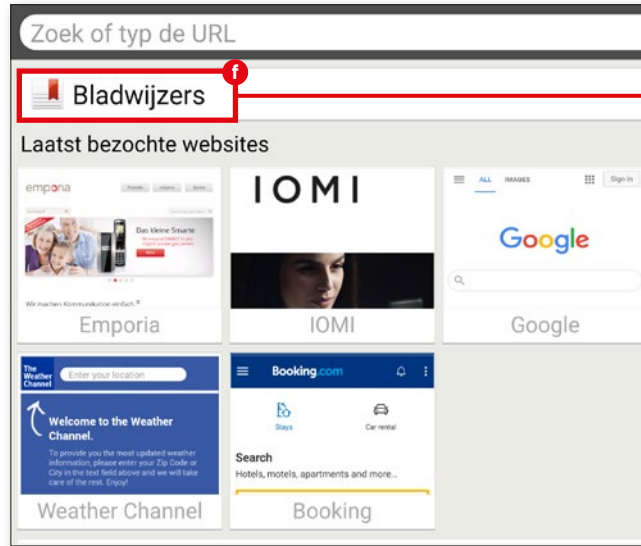 Zoek of typ de URL
f
Bladwijzers
Laatst bezochte websites
emporia
Das kleine Smarte
Wir machen Kommunikation einfach
Emporia
IOMI
IOMI
ALL IMAGES Sign in
Google
Google
The Weather Channel
Enter your location
Welcome to the Weather
Channel.
To provide you the most updated weather
information, please enter your Zip Code or
City in the text field above and we will take
care of the rest. Enjoy!
Weather Channel
Booking.com
Stays Car rental
Search
Hotels, motels, apartments and more...
Booking